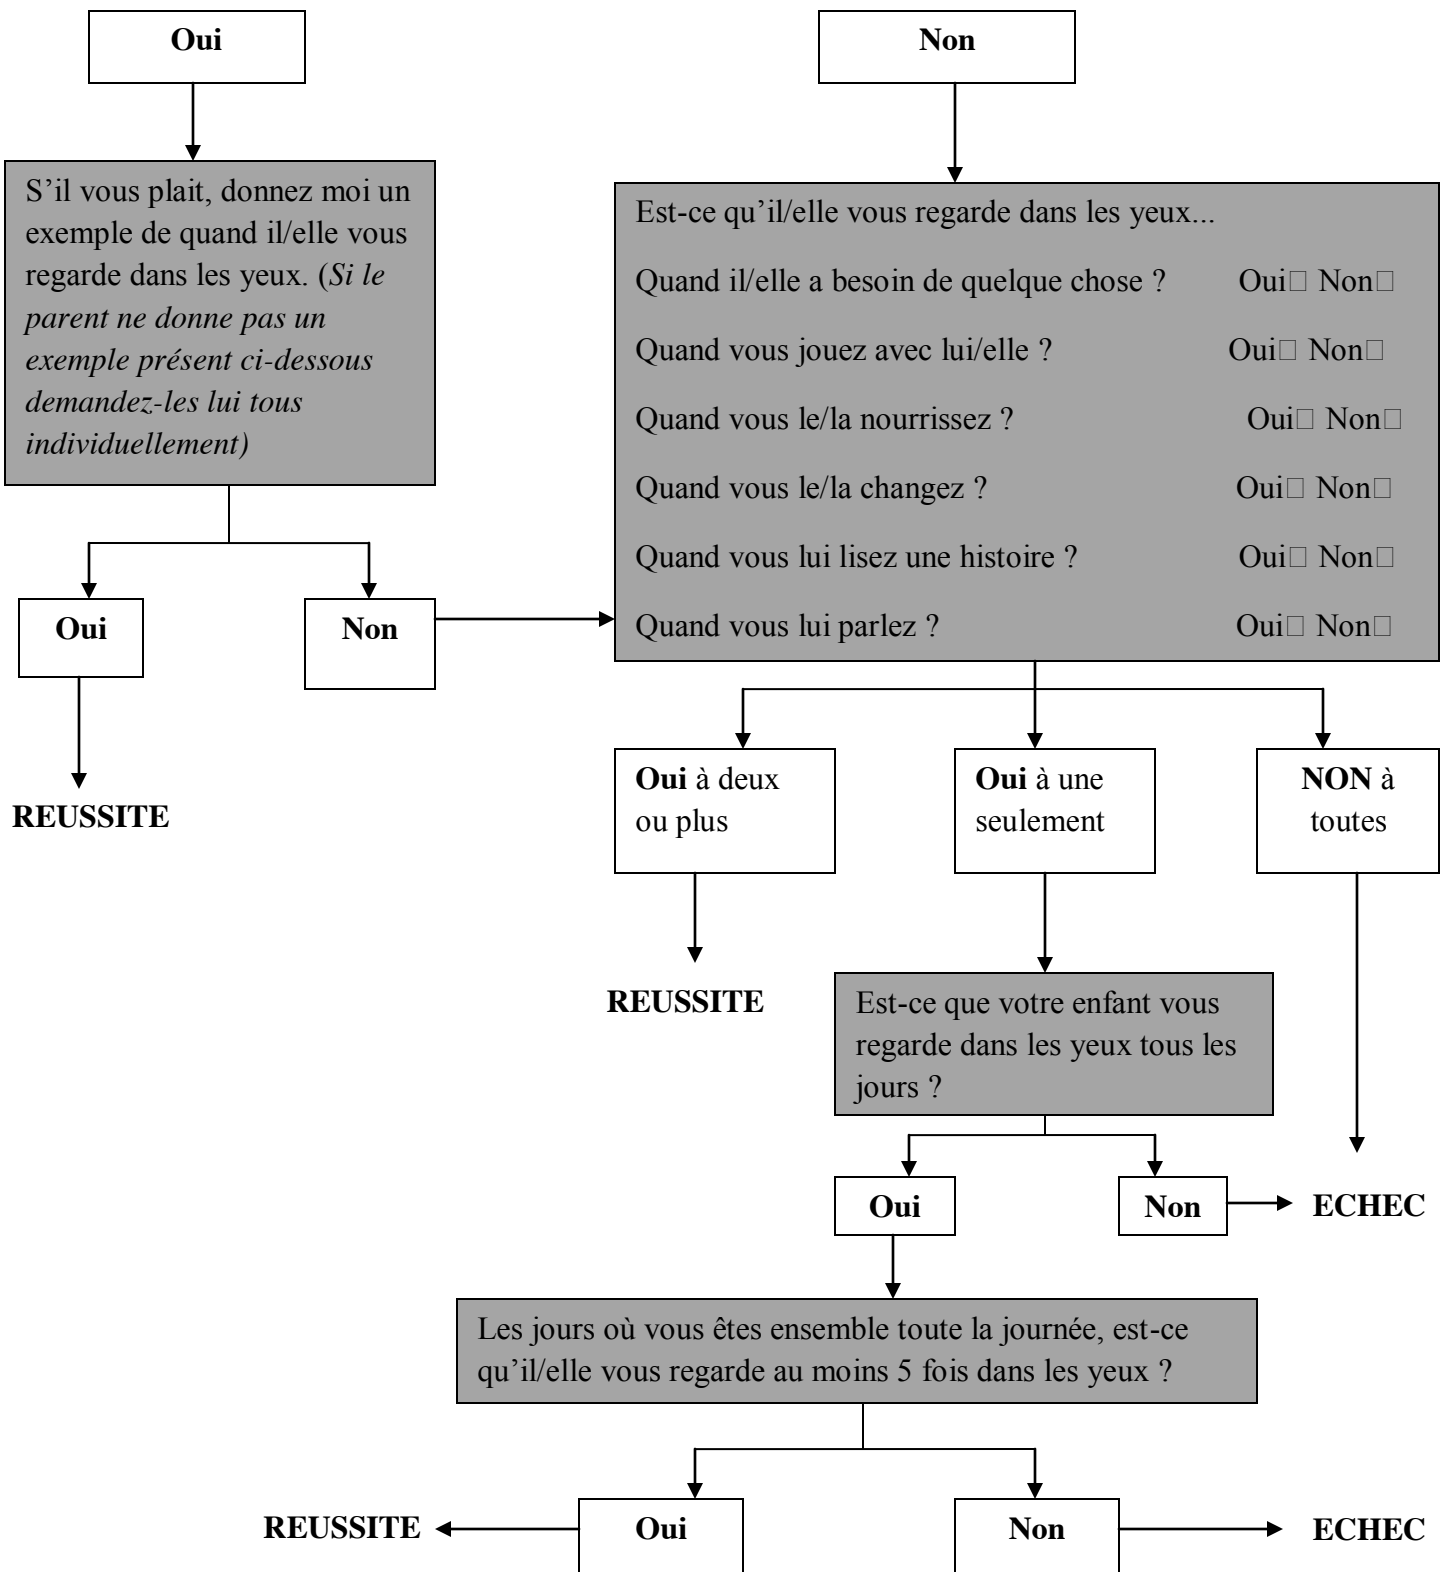 Oui
Non
S’il vous plait, donnez moi un
exemple de quand il/elle vous
regarde dans les yeux. (Si le
parent ne donne pas un
exemple présent ci-dessous
demandez-les lui tous
individuellement)
Est-ce qu’il/elle vous regarde dans les yeux...
Quand il/elle a besoin de quelque chose ? Oui□ Non□
Quand vous jouez avec lui/elle ? Oui□ Non□
Quand vous le/la nourrissez ? Oui□ Non□
Quand vous le/la changez ? Oui□ Non□
Quand vous lui lisez une histoire ? Oui□ Non□
Quand vous lui parlez ? Oui□ Non□
Oui
Non
REUSSITE
Oui à deux
ou plus
Oui à une
seulement
NON à
toutes
REUSSITE
Est-ce que votre enfant vous
regarde dans les yeux tous les
jours ?
Oui
Non
ECHEC
Les jours où vous êtes ensemble toute la journée, est-ce
qu’il/elle vous regarde au moins 5 fois dans les yeux ?
REUSSITE
Oui
Non
ECHEC